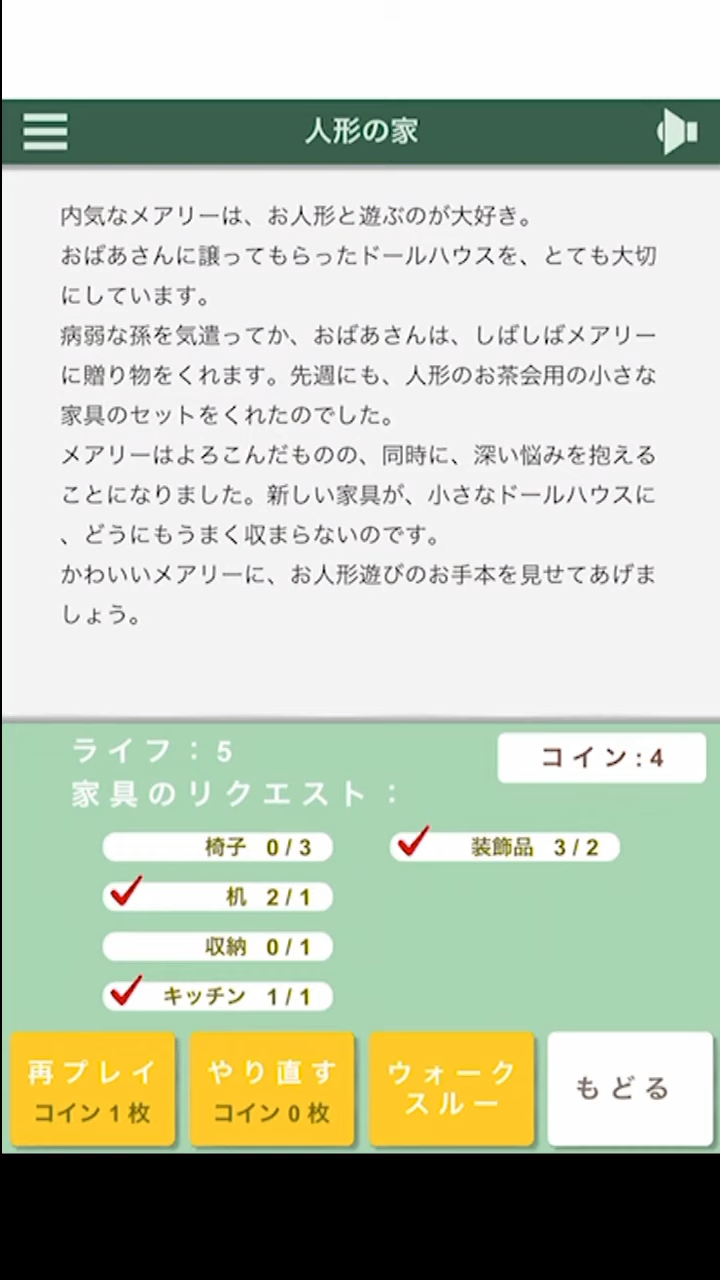 人形の家
内気なメアリーは、お人形と遊ぶのが大好き。
おばあさんに譲ってもらったドールハウスを、とても大切
にしています。
病弱な孫を気遣ってか、おばあさんは、しばしばメアリー
に贈り物をくれます。先週にも、人形のお茶会用の小さな
家具のセットをくれたのでした。
メアリーはよろこんだものの、同時に、深い悩みを抱える
ことになりました。新しい家具が、小さなドールハウスに
、どうにもうまく収まらないのです。
かわいいメアリーに、お人形遊びのお手本を見せてあげま
しょう。
ライフ：5
コイン:4
家具のリクエスト：
椅子 0/3
装飾品 3/2
机 2/1
収納 0/1
キッチン 1/1
再プレイ
コイン1枚
やり直す
コイン0枚
ウォーク
スルー
もどる